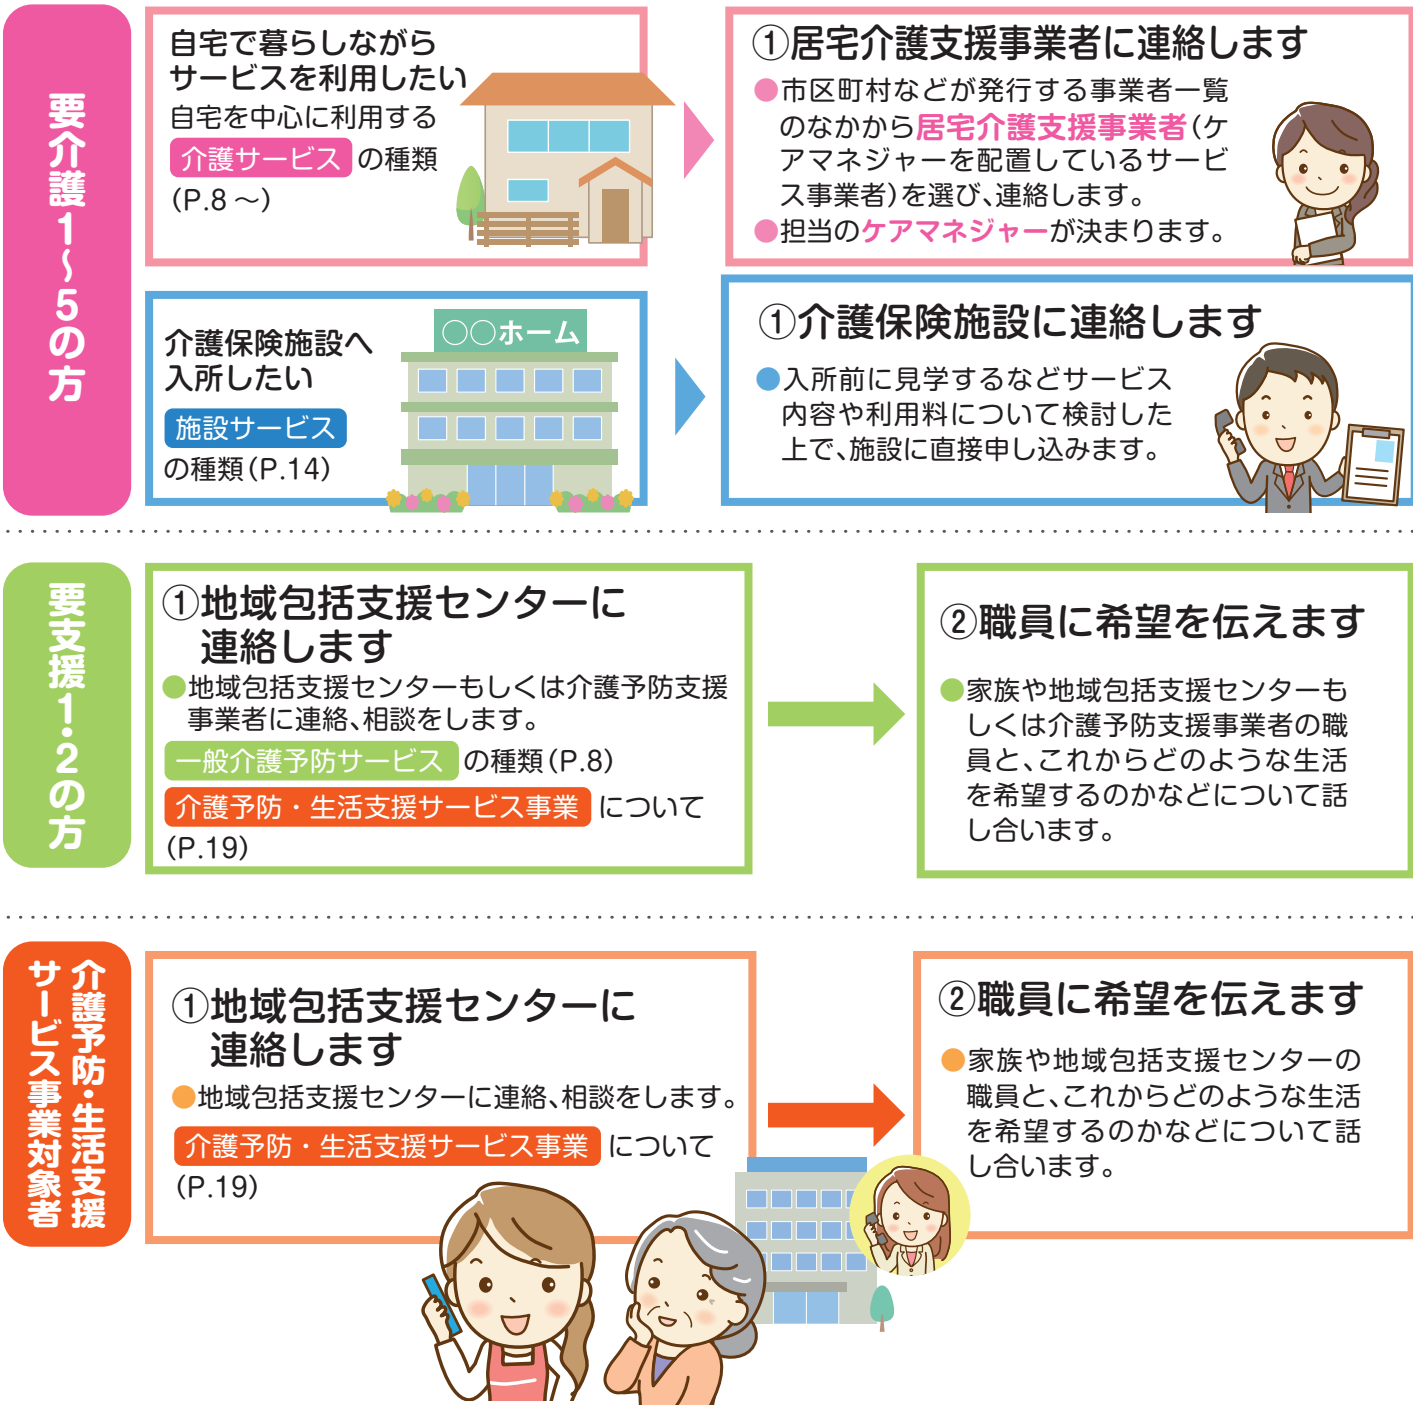 要介護1～5の方
自宅で暮らしながら
サービスを利用したい
自宅を中心に利用する
介護サービス の種類
(P.8～)
①居宅介護支援事業者に連絡します
●市区町村などが発行する事業者一覧
のなかから居宅介護支援事業者(ケ
アマネジャーを配置しているサービ
ス事業者)を選び、連絡します。
●担当のケアマネジャーが決まります。
介護保険施設へ
入所したい
施設サービス
の種類(P.14)
○○ホーム
①介護保険施設に連絡します
●入所前に見学するなどサービス
内容や利用料について検討した
上で、施設に直接申し込みます。
要支援1・2の方
①地域包括支援センターに
連絡します
●地域包括支援センターもしくは介護予防支援
事業者に連絡、相談をします。
一般介護予防サービス の種類(P.8)
介護予防・生活支援サービス事業 について
(P.19)
②職員に希望を伝えます
●家族や地域包括支援センターも
しくは介護予防支援事業者の職
員と、これからどのような生活
を希望するのかなどについて話
し合います。
介護予防・生活支援
サービス事業対象者
①地域包括支援センターに
連絡します
●地域包括支援センターに連絡、相談をします。
介護予防・生活支援サービス事業 について
(P.19)
②職員に希望を伝えます
●家族や地域包括支援センターの
職員と、これからどのような生活
を希望するのかなどについて話
し合います。